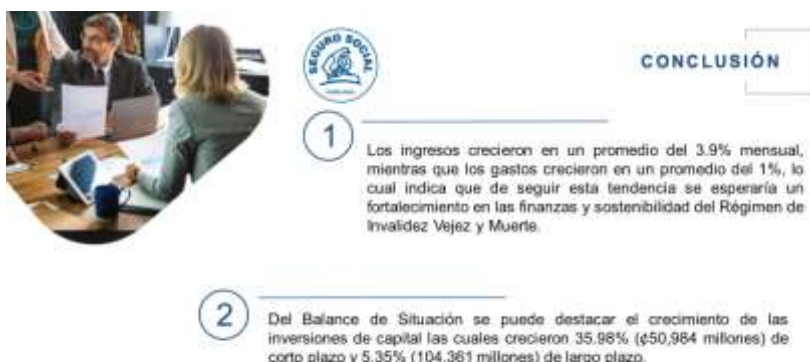 SEGURO SOCIAL
CONCLUSIÓN
1
Los ingresos crecieron en un promedio del 3.9% mensual,
mientras que los gastos crecieron en un promedio del 1%, lo
cual indica que de seguir esta tendencia se esperaría un
fortalecimiento en las finanzas y sostenibilidad del Régimen de
Invalidez Vejez y Muerte.
2
Del Balance de Situación se puede destacar el crecimiento de las
inversiones de capital las cuales crecieron 35.98% (¢50,984 millones) de
corto plazo y 5.35% (104,361 millones) de largo plazo.